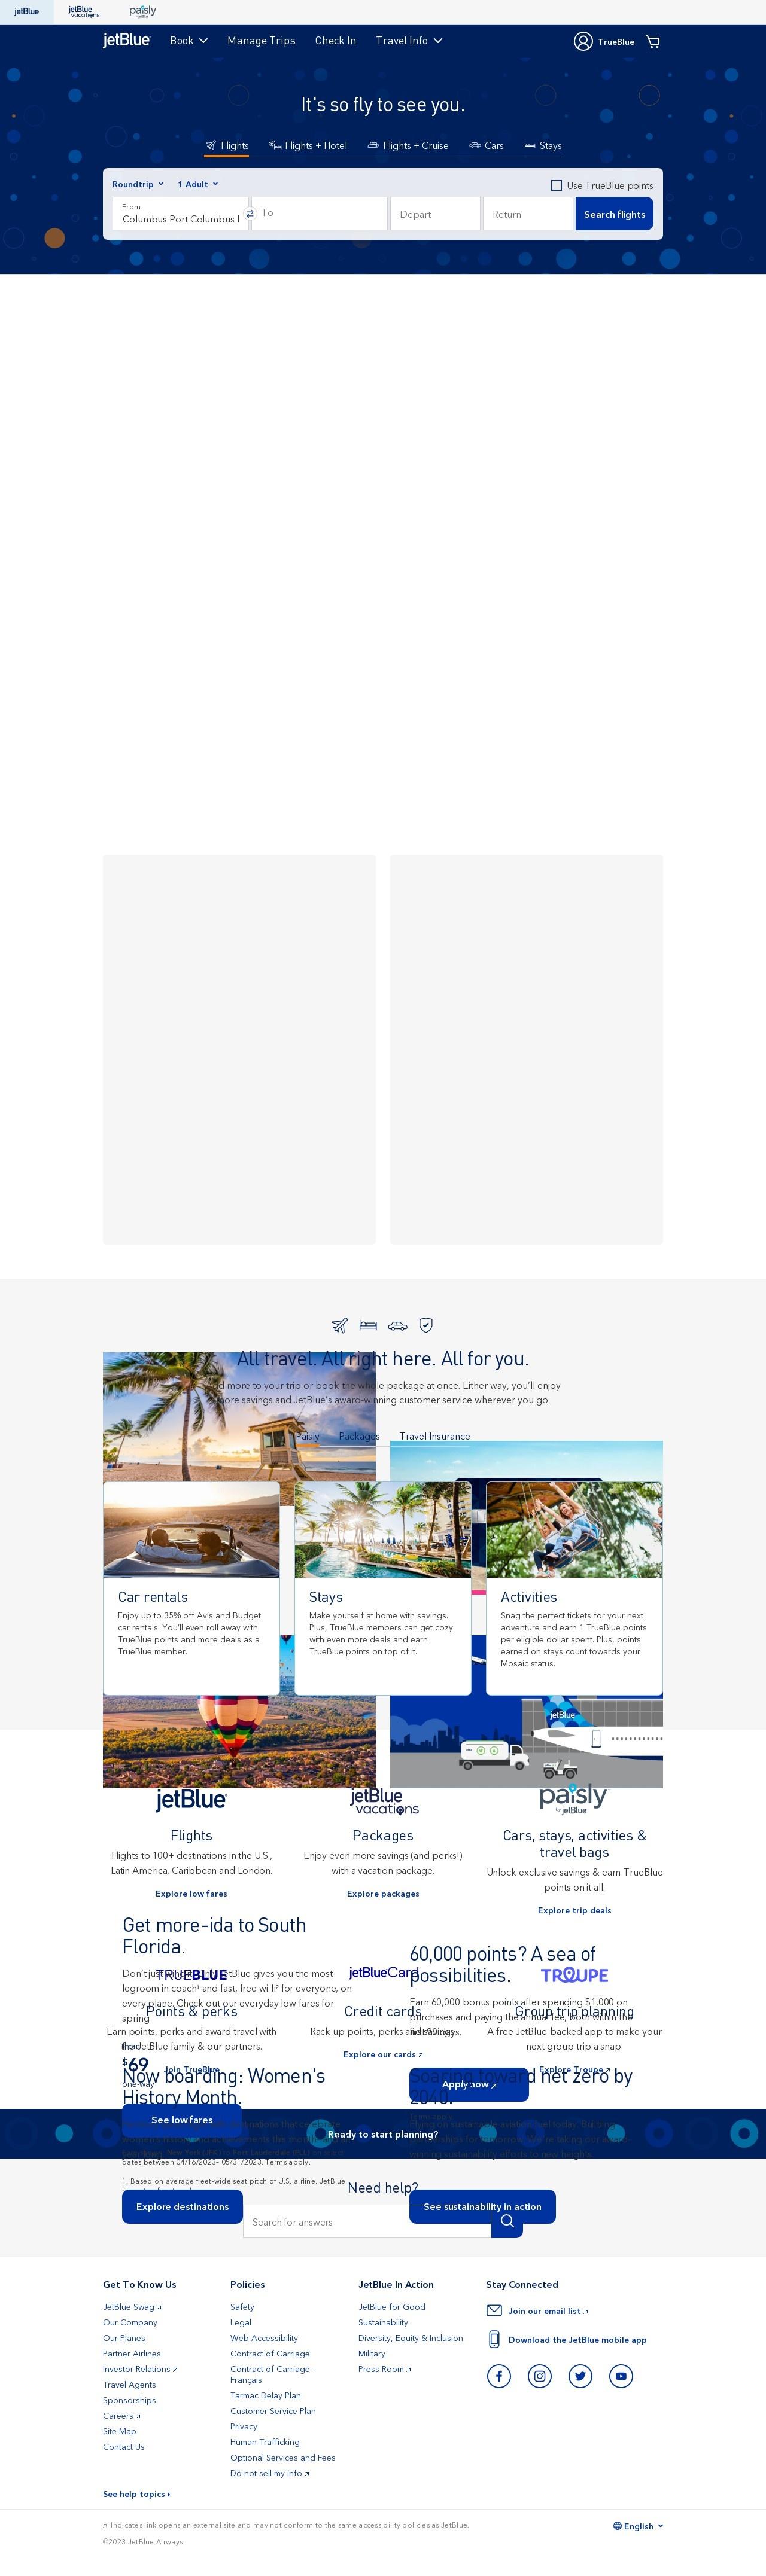 jetBlue
jetBlue vacations
paisly
jetBlue
Book
Manage Trips
Check In
Travel Info
TrueBlue
It's so fly to see you.
Flights
Flights + Hotel
Flights + Cruise
Cars
Stays
Roundtrip
1 Adult
Use TrueBlue points
From
Columbus Port Columbus I
To
Depart
Return
Search flights
All travel. All right here. All for you.
more to your trip or book the whole package at once. Either way, you'll enjoy
more savings and JetBlue's award-winning customer service wherever you go.
Paisly
Packages
Travel Insurance
Car rentals
Enjoy up to 35% off Avis and Budget
car rentals. You'll even roll away with
TrueBlue points and more deals as a
TrueBlue member.
Stays
Make yourself at home with savings.
Plus, TrueBlue members can get cozy
with even more deals and earn
TrueBlue points on top of it.
Activities
Snag the perfect tickets for your next
adventure and earn 1 TrueBlue points
per eligible dollar spent. Plus, points
earned on stays count towards your
Mosaic status.
jetBlue
jetBlue
Flights
Flights to 100+ destinations in the U.S.,
Latin America, Caribbean and London.
Explore low fares
jetBlue
vacations
Packages
Enjoy even more savings (and perks!)
with a vacation package.
Explore packages
paisly
by jetBlue
Cars, stays, activities &
travel bags
Unlock exclusive savings & earn TrueBlue
points on it all.
Explore trip deals
Get more-ida to South
Florida.
Don't just JetBlue gives you the most
legroom in coach¹ and fast, free wi-fi² for everyone, on
every plane. Check out our everyday low fares for
spring.
from
$69
one-way
See low fares
dates between 04/16/2023– 05/31/2023. Terms apply.
1. Based on average fleet-wide seat pitch of U.S. airline. JetBlue
60,000 points? A sea of
possibilities.
Earn 60,000 bonus points after spending $1,000 on
purchases and paying the annual fee, both within the
first 90 days.
Apply now
TRUEBLUE
Points & perks
Earn points, perks and award travel with
the JetBlue family & our partners.
Join TrueBlue
jetBlueCard
Credit cards
Rack up points, perks and savings.
Explore our cards
TROUPE
Group trip planning
A free JetBlue-backed app to make your
next group trip a snap.
Explore Troupe
Now boarding: Women's
History Month.
Explore destinations
Soaring toward net zero by
2040.
See sustainability in action
Ready to start planning?
Need help?
Search for answers
Get To Know Us
JetBlue Swag
Our Company
Our Planes
Partner Airlines
Investor Relations
Travel Agents
Sponsorships
Careers
Site Map
Contact Us
Policies
Safety
Legal
Web Accessibility
Contract of Carriage
Contract of Carriage -
Français
Tarmac Delay Plan
Customer Service Plan
Privacy
Human Trafficking
Optional Services and Fees
Do not sell my info
JetBlue In Action
JetBlue for Good
Sustainability
Diversity, Equity & Inclusion
Military
Press Room
Stay Connected
Join our email list
Download the JetBlue mobile app
See help topics
Indicates link opens an external site and may not conform to the same accessibility policies as JetBlue.
English
©2023 JetBlue Airways